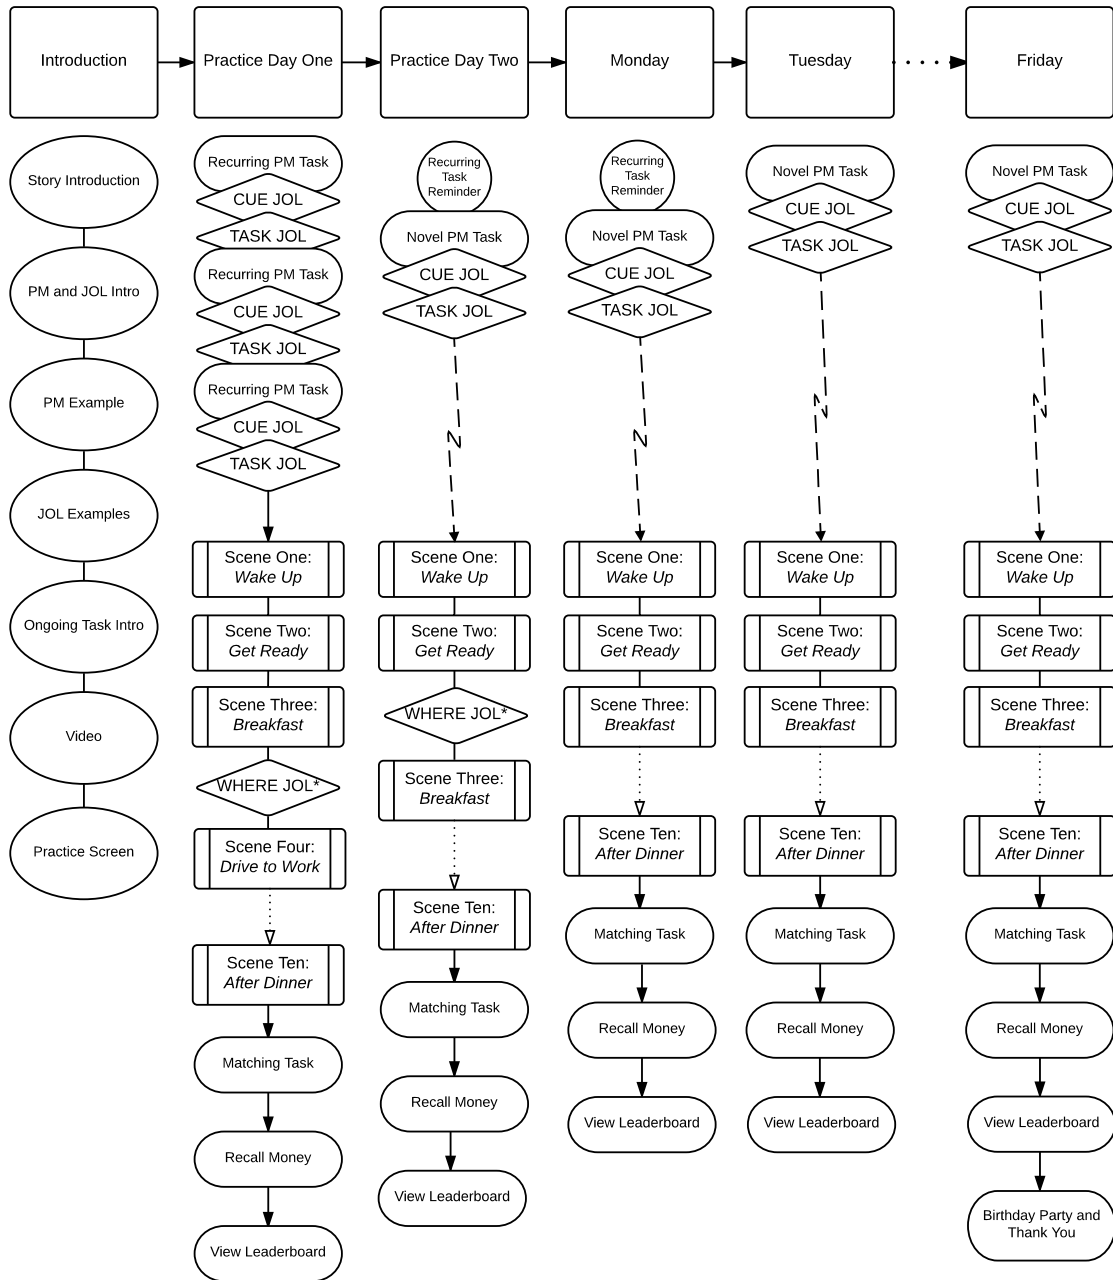 Introduction
Practice Day One
Practice Day Two
Monday
Tuesday
Friday
Story Introduction
PM and JOL Intro
PM Example
JOL Examples
Ongoing Task Intro
Video
Practice Screen
Recurring PM Task
CUE JOL
TASK JOL
Recurring PM Task
CUE JOL
TASK JOL
Recurring PM Task
CUE JOL
TASK JOL
Scene One:
Wake Up
Scene Two:
Get Ready
Scene Three:
Breakfast
WHERE JOL*
Scene Four:
Drive to Work
Scene Ten:
After Dinner
Matching Task
Recall Money
View Leaderboard
Recurring
Task
Reminder
Novel PM Task
CUE JOL
TASK JOL
Scene One:
Wake Up
Scene Two:
Get Ready
WHERE JOL*
Scene Three:
Breakfast
Scene Ten:
After Dinner
Matching Task
Recall Money
View Leaderboard
Recurring
Task
Reminder
Novel PM Task
CUE JOL
TASK JOL
Scene One:
Wake Up
Scene Two:
Get Ready
Scene Three:
Breakfast
Scene Ten:
After Dinner
Matching Task
Recall Money
View Leaderboard
Novel PM Task
CUE JOL
TASK JOL
Scene One:
Wake Up
Scene Two:
Get Ready
Scene Three:
Breakfast
Scene Ten:
After Dinner
Matching Task
Recall Money
View Leaderboard
Novel PM Task
CUE JOL
TASK JOL
Scene One:
Wake Up
Scene Two:
Get Ready
Scene Three:
Breakfast
Scene Ten:
After Dinner
Matching Task
Recall Money
View Leaderboard
Birthday Party and
Thank You